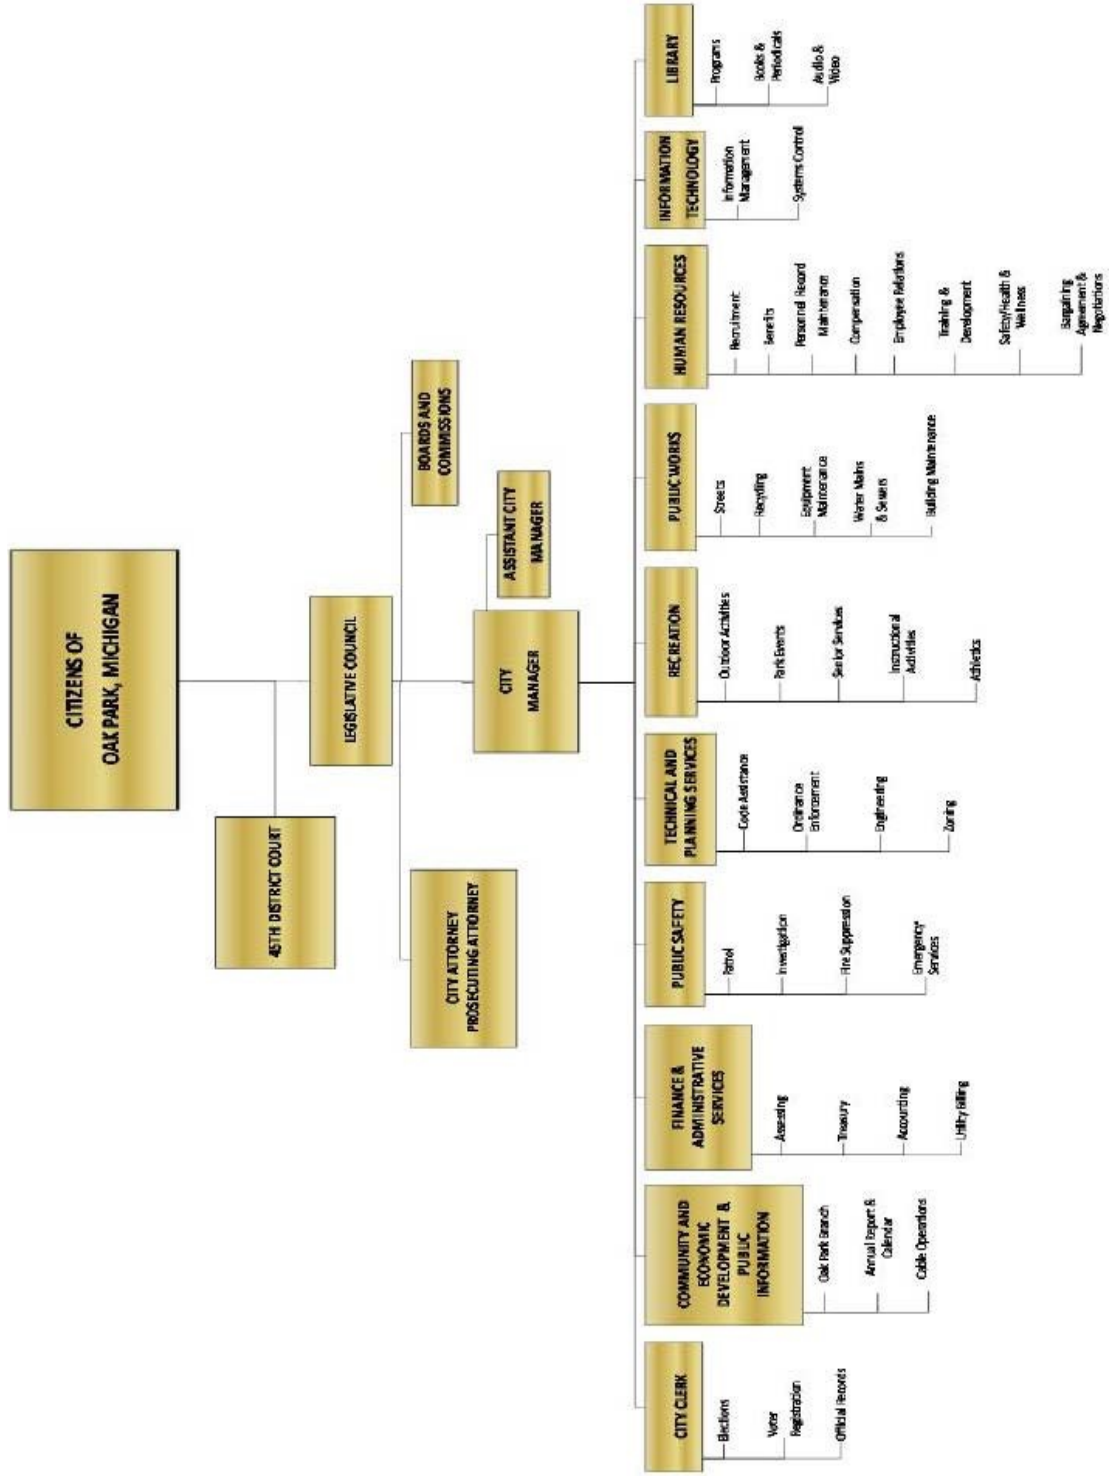 CITIZENS OF
OAK PARK, MICHIGAN
45TH DISTRICT COURT
LEGISLATIVE COUNCIL
CITY ATTORNEY
PROSECUTING ATTORNEY
BOARDS AND
COMMISSIONS
CITY
MANAGER
ASSISTANT CITY
MANAGER
CITY CLERK
Elections
Voter
Registration
Official Records
COMMUNITY AND
ECONOMIC
DEVELOPMENT &
PUBLIC
INFORMATION
Oak Park Branch
Annual Report &
Calendar
Cable Operations
FINANCE &
ADMINISTRATIVE
SERVICES
Assessing
Treasury
Accounting
Utility Billing
PUBLIC SAFETY
Patrol
Investigation
Fire Suppression
Emergency
Services
TECHNICAL AND
PLANNING SERVICES
Code Assistance
Ordinance
Enforcement
Engineering
Zoning
RECREATION
Outdoor Activities
Park Events
Senior Services
Instructional
Activities
Athletics
PUBLIC WORKS
Streets
Recycling
Equipment
Maintenance
Water Mains
& Sewers
Building Maintenance
HUMAN RESOURCES
Recruitment
Benefits
Personnel Record
Maintenance
Compensation
Employee Relations
Training &
Development
Safety/Health &
Wellness
Bargaining
Agreement &
Negotiations
INFORMATION
TECHNOLOGY
Information
Management
Systems Control
LIBRARY
Programs
Books &
Periodicals
Audio &
Video